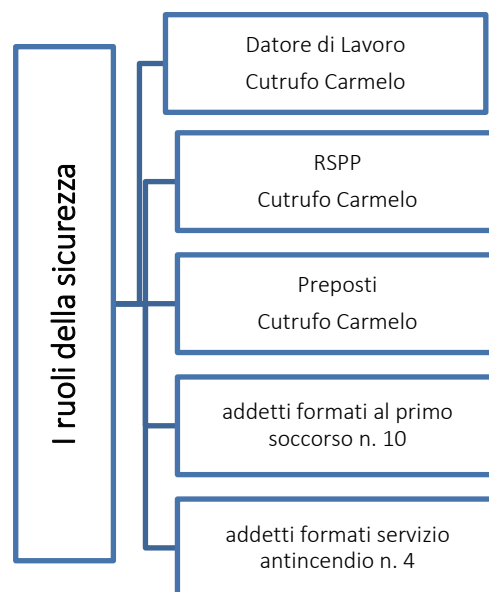 I ruoli della sicurezza
Datore di Lavoro
Cutrufo Carmelo
RSPP
Cutrufo Carmelo
Preposti
Cutrufo Carmelo
addetti formati al primo
soccorso n. 10
addetti formati servizio
antincendio n. 4